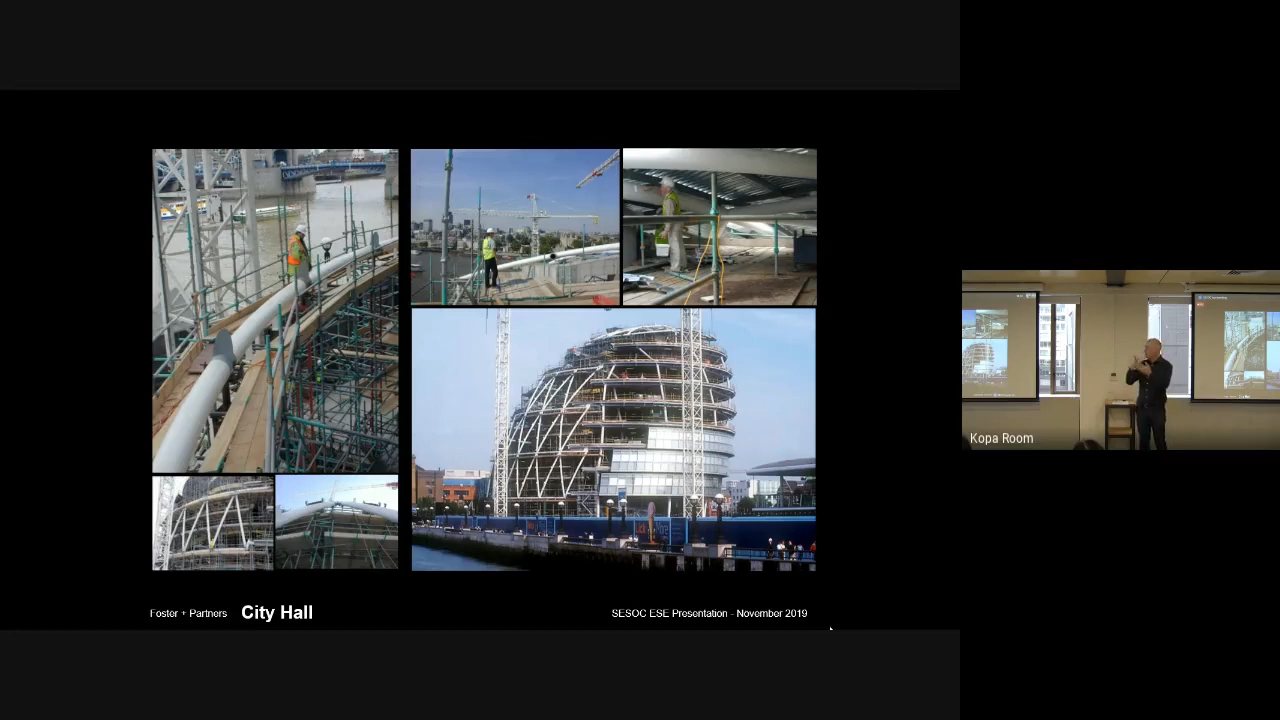 Kopa Room
Foster + Partners City Hall
SESOC ESE Presentation - November 2019